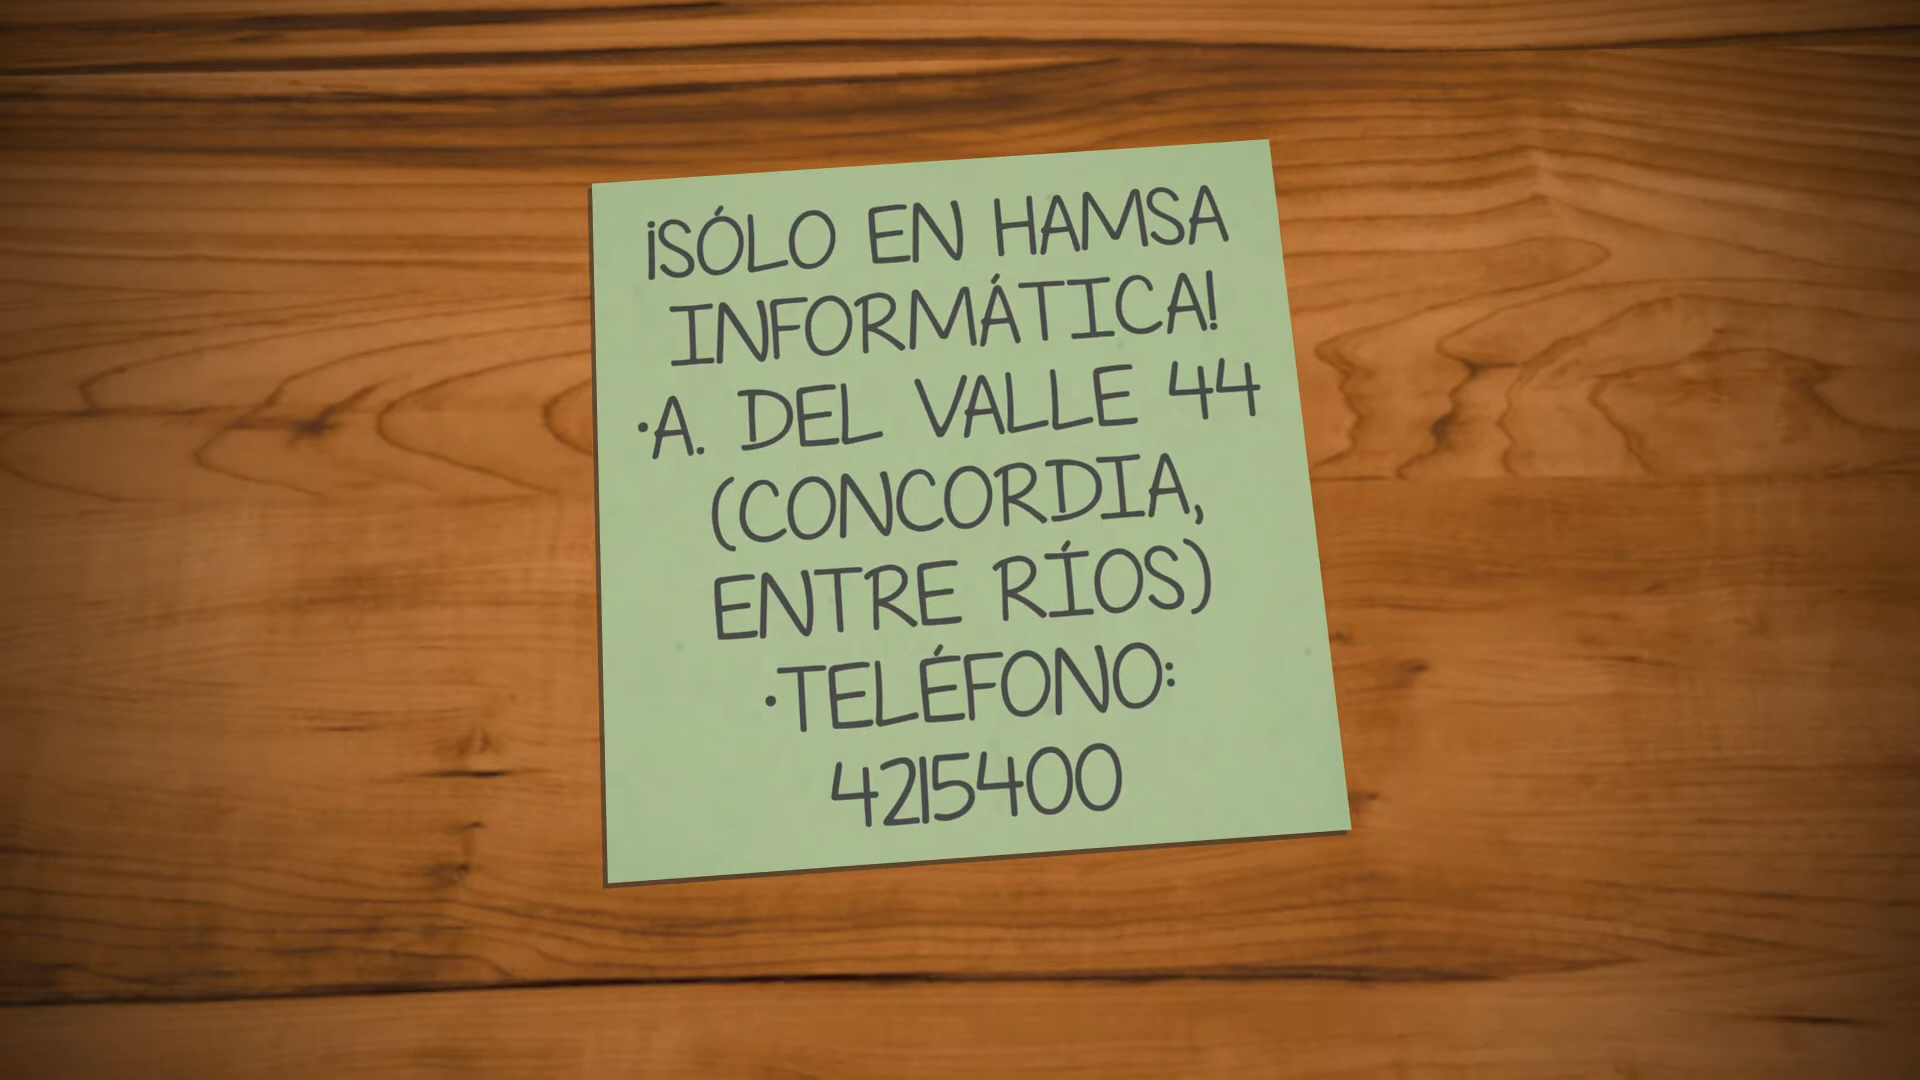 ¡SÓLO EN HAMSA
INFORMÁTICA!
·A. DEL VALLE 44
(CONCORDIA,
ENTRE RÍOS)
·TELÉFONO:
4215400